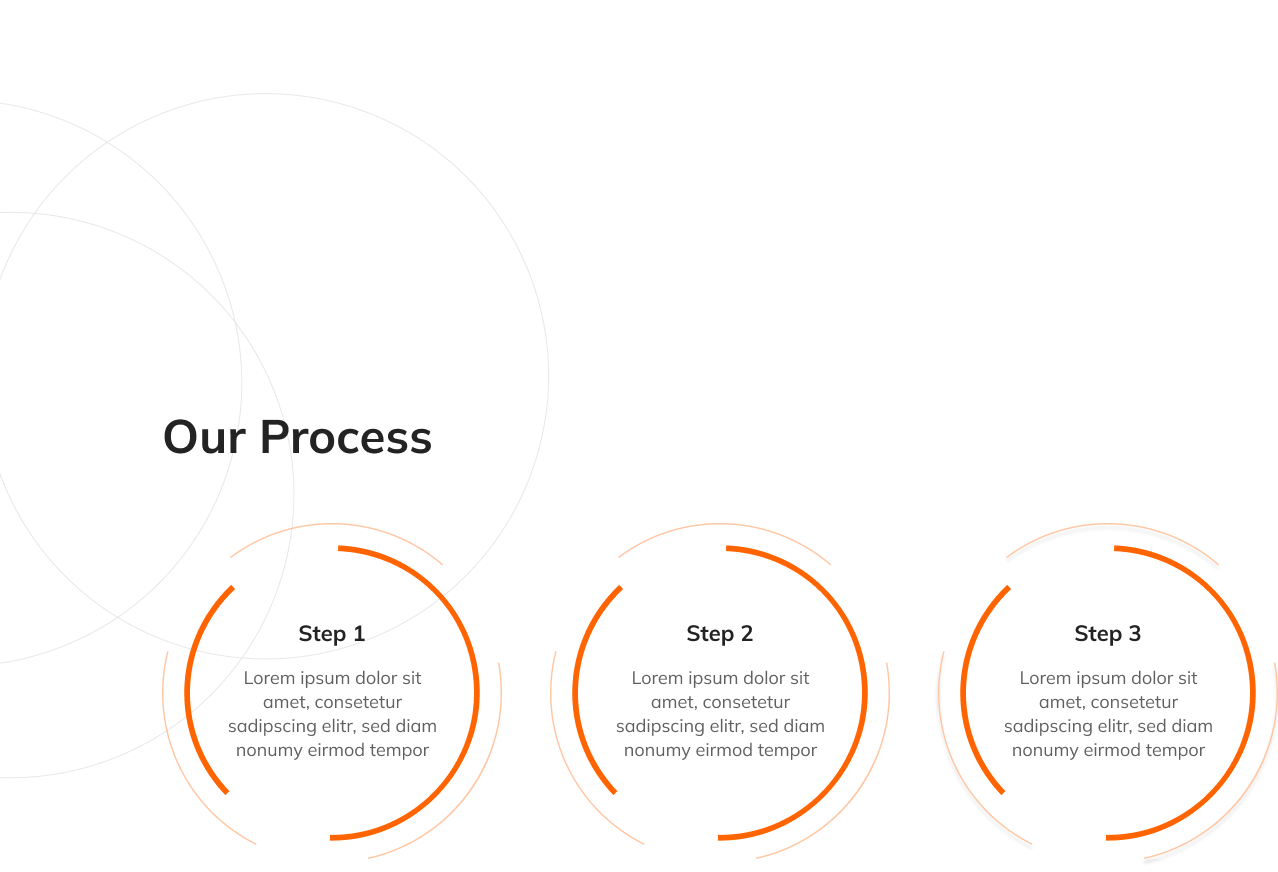 Our Process
Step 1
Lorem ipsum dolor sit
amet, consetetur
sadipscing elitr, sed diam
nonumy eirmod tempor
Step 2
Lorem ipsum dolor sit
amet, consetetur
sadipscing elitr, sed diam
nonumy eirmod tempor
Step 3
Lorem ipsum dolor sit
amet, consetetur
sadipscing elitr, sed diam
nonumy eirmod tempor